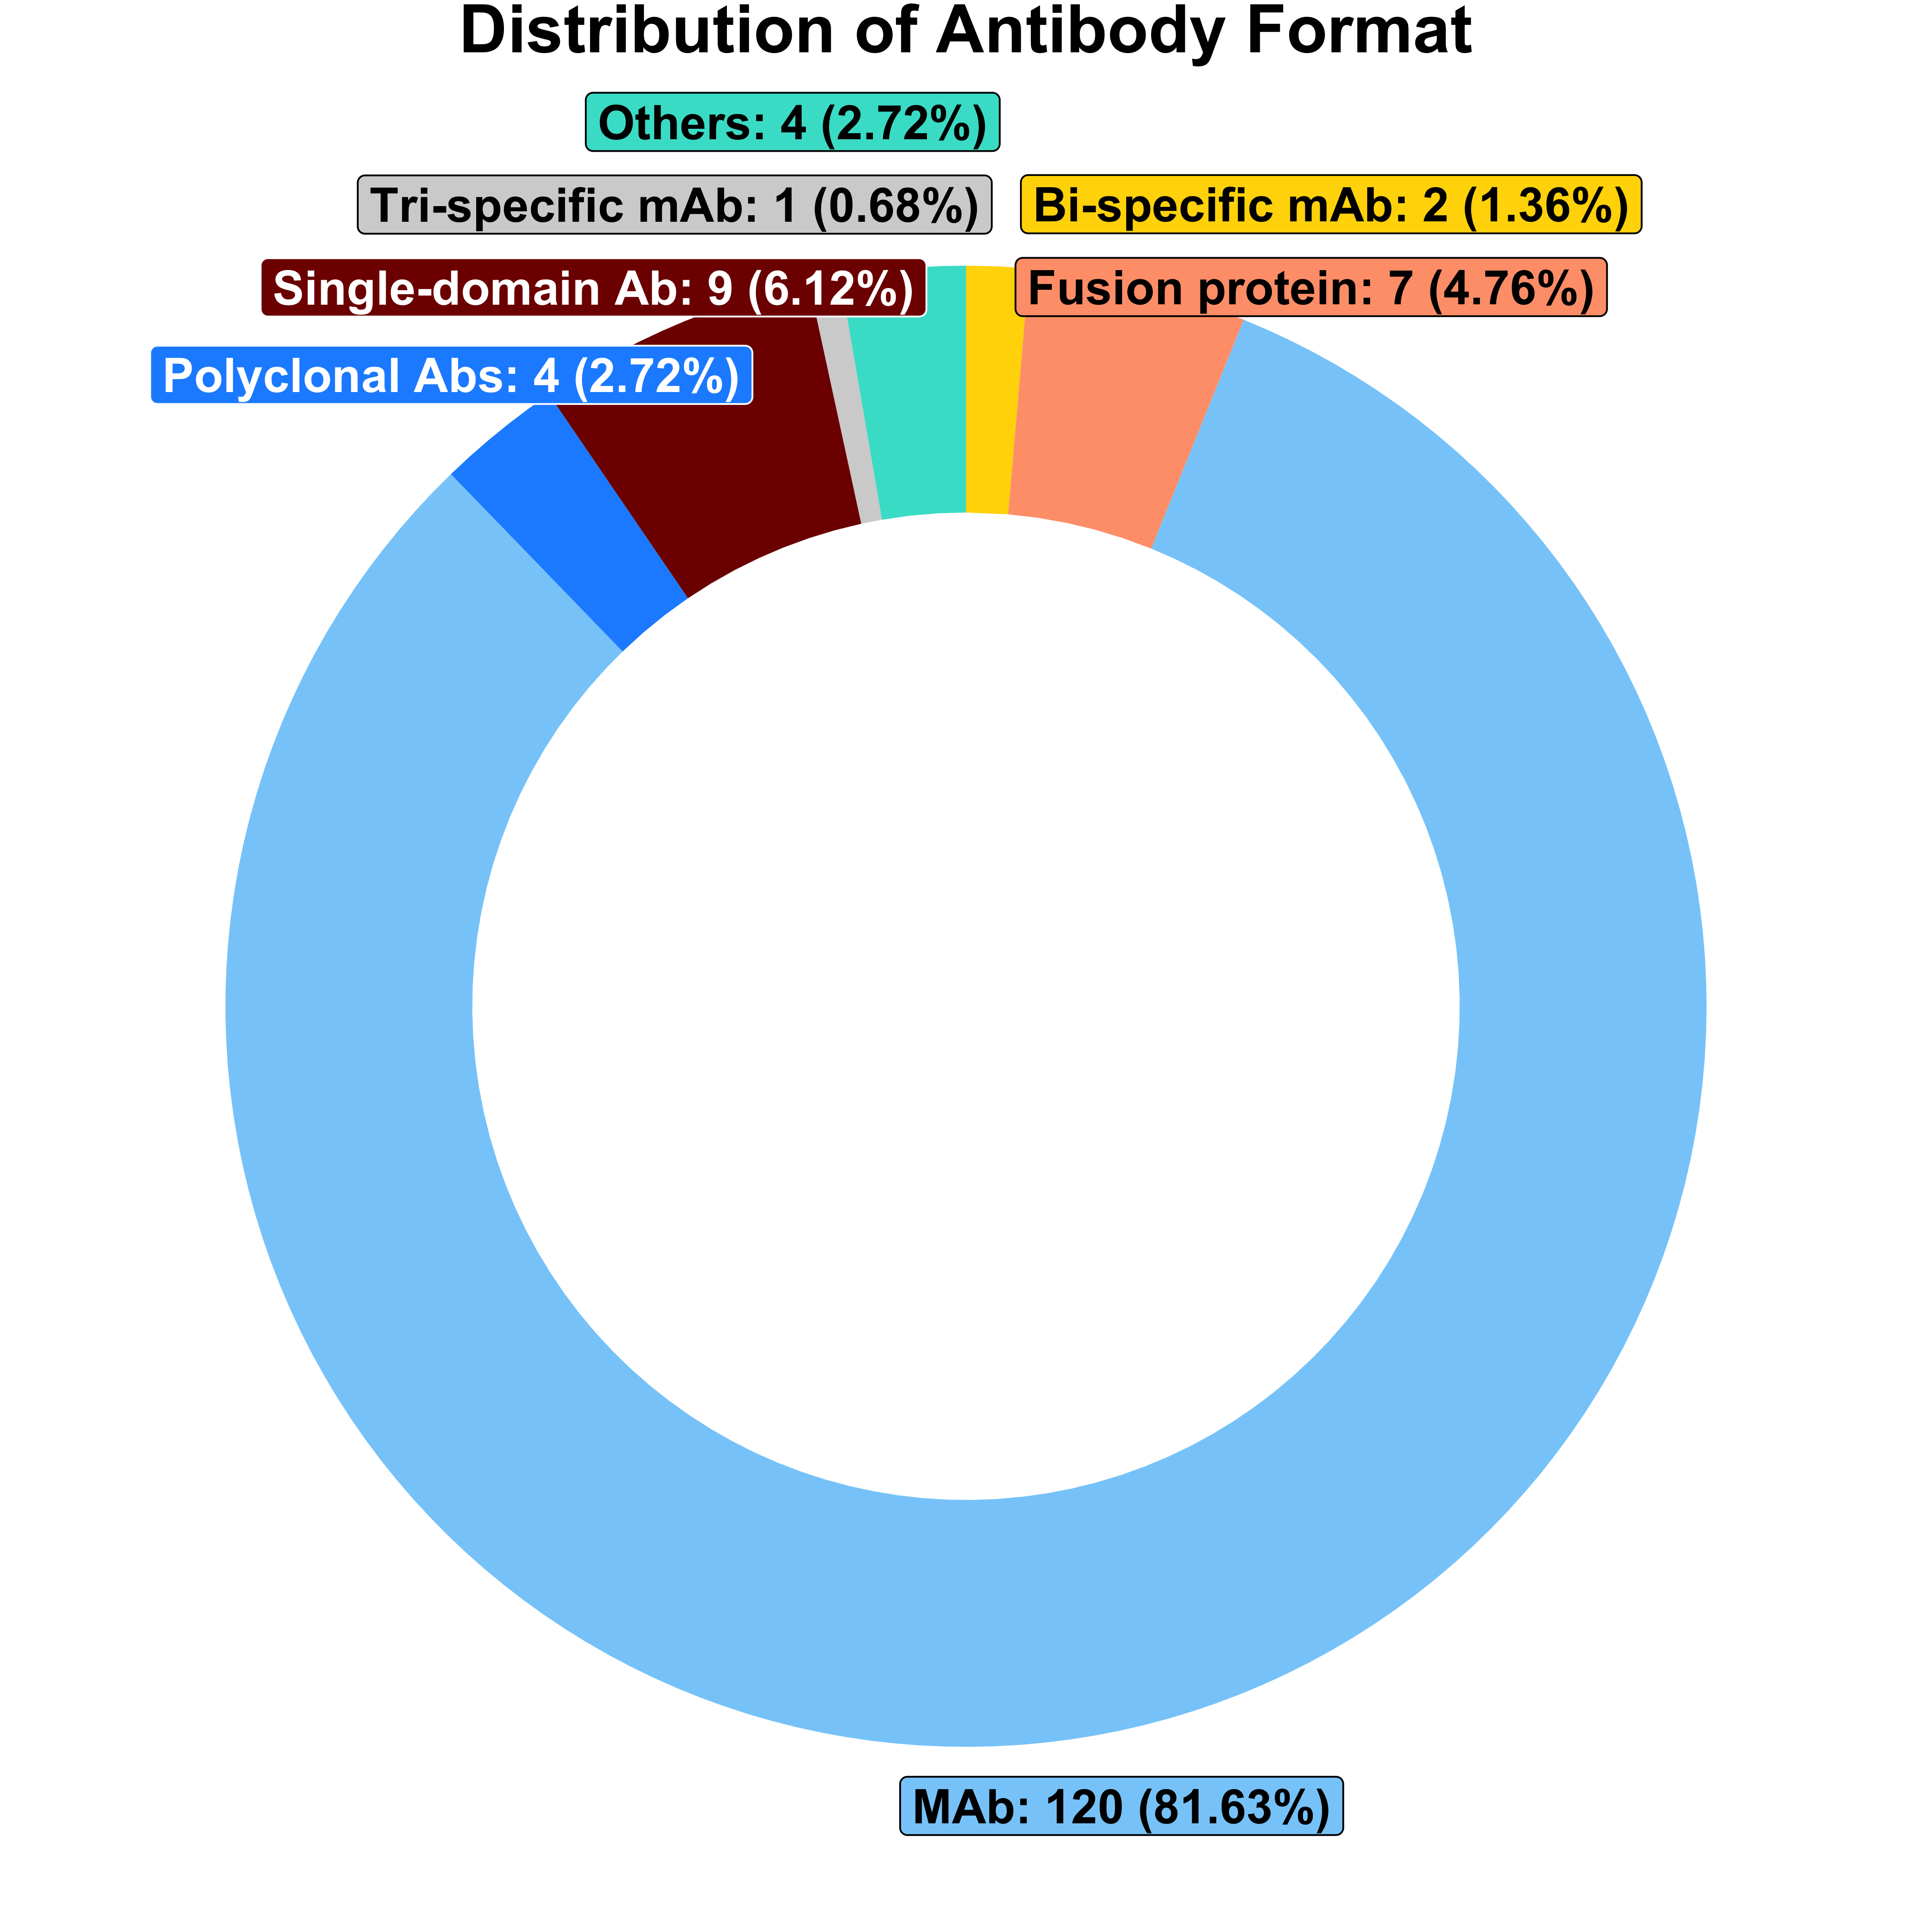 Distribution of Antibody Format
Others: 4 (2.72%)
Tri-specific mAb: 1 (0.68%)
Bi-specific mAb: 2 (1.36%)
Single-domain Ab: 9 (6.12%)
Fusion protein: 7 (4.76%)
Polyclonal Abs: 4 (2.72%)
MAb: 120 (81.63%)